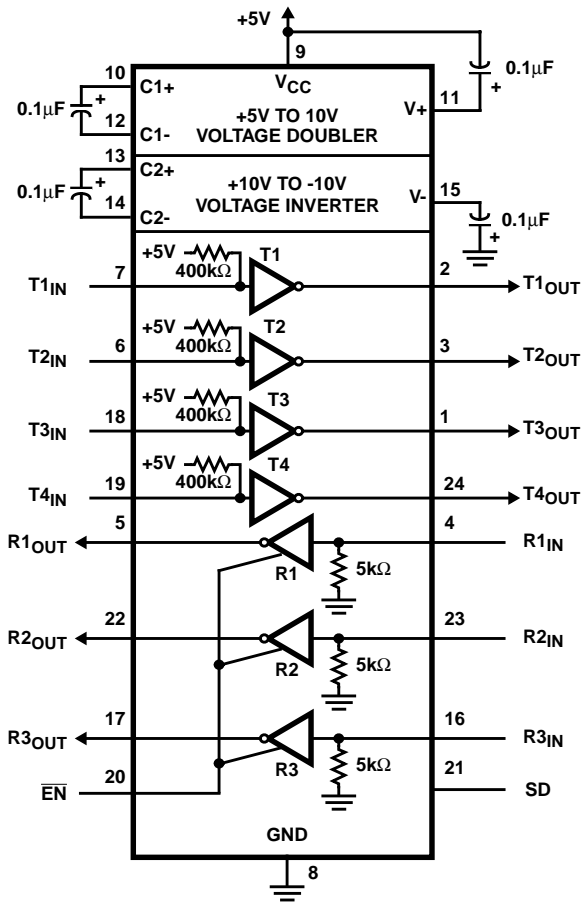 +5V
9
10
VCC
C1+
0.1µF
+
0.1µF
+
+5V TO 10V
VOLTAGE DOUBLER
V+
11
12
C1-
13
C2+
0.1µF
+
+10V TO -10V
VOLTAGE INVERTER
V-
15
14
C2-
0.1µF
+
+5V
400kΩ
T1
T1IN
7
2
T1OUT
+5V
400kΩ
T2
T2IN
6
3
T2OUT
+5V
400kΩ
T3
T3IN
18
1
T3OUT
+5V
400kΩ
T4
T4IN
19
24
T4OUT
R1OUT
5
4
R1IN
R1
5kΩ
R2OUT
22
23
R2IN
R2
5kΩ
R3OUT
17
16
R3IN
R3
5kΩ
EN
20
21
SD
GND
8